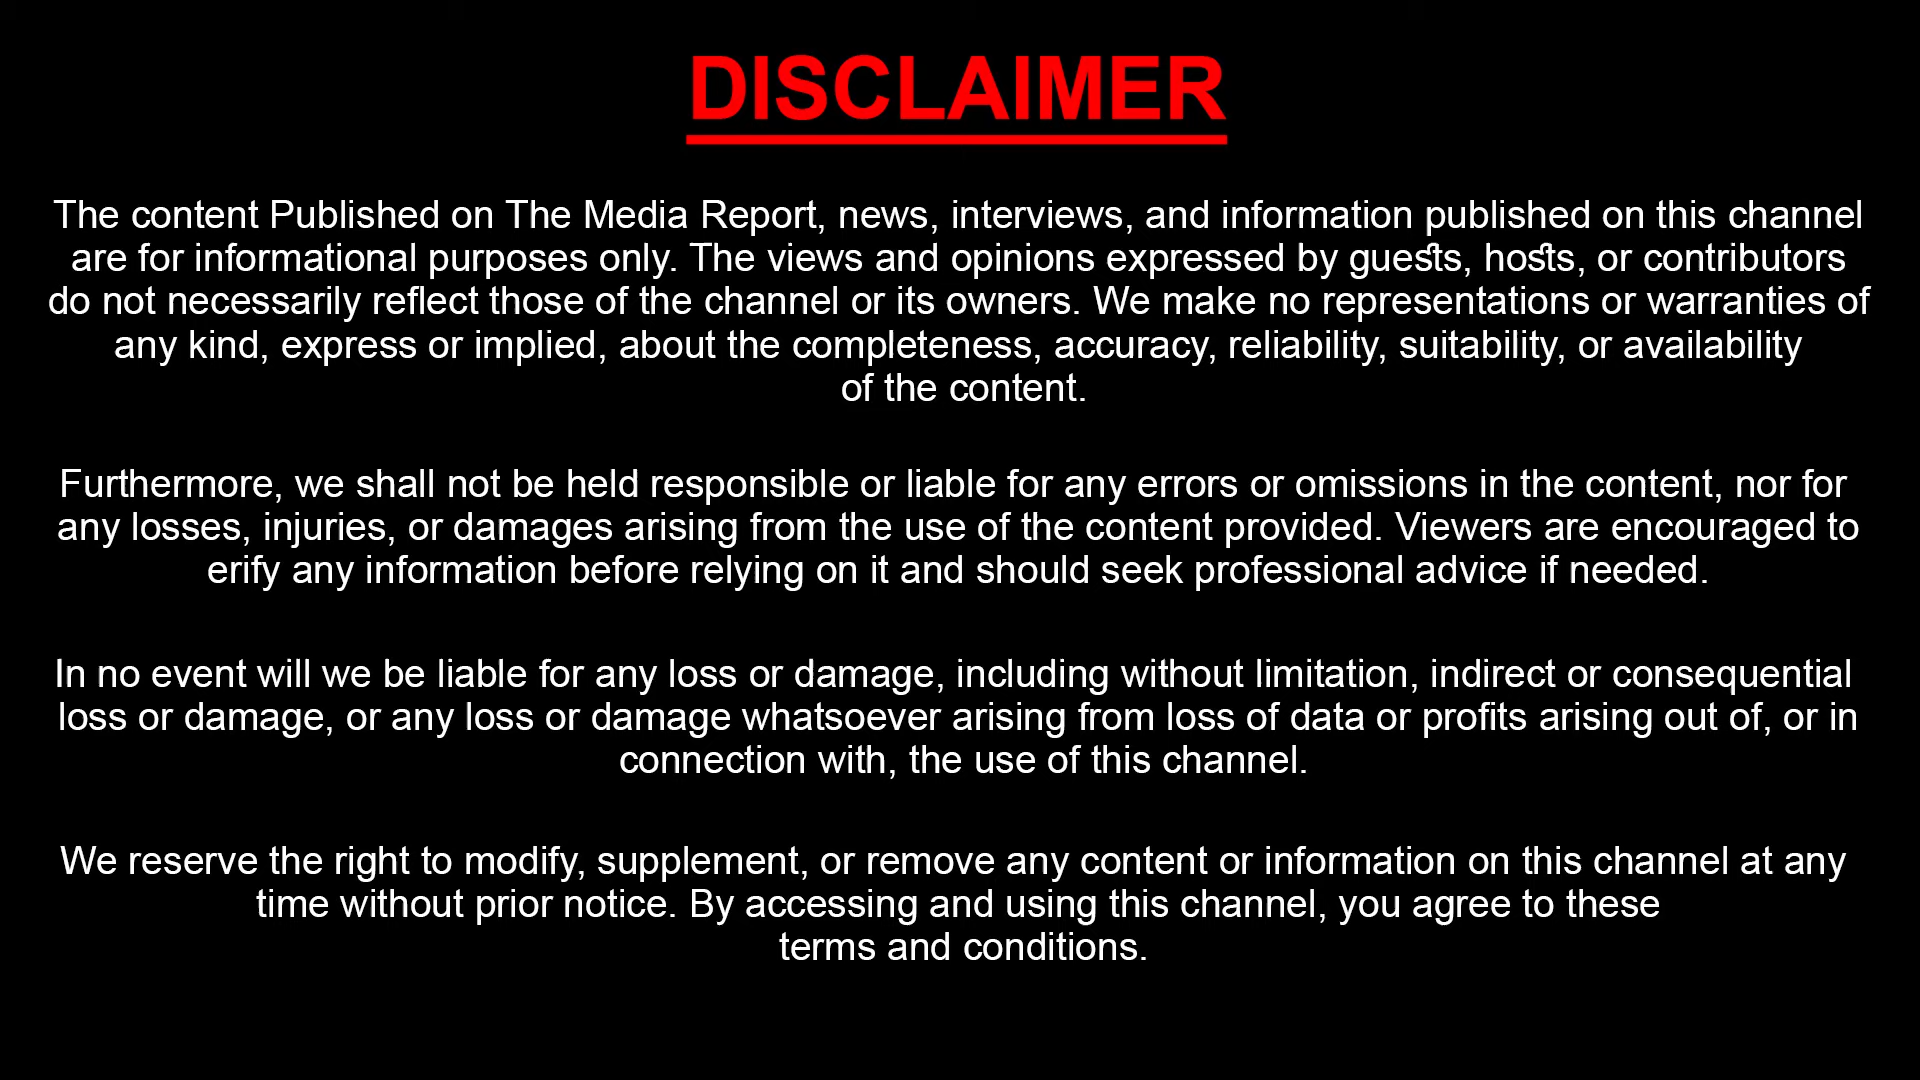 DISCLAIMER
The content Published on The Media Report, news, interviews, and information published on this channel
are for informational purposes only. The views and opinions expressed by guests, hosts, or contributors
do not necessarily reflect those of the channel or its owners. We make no representations or warranties of
any kind, express or implied, about the completeness, accuracy, reliability, suitability, or availability
of the content.
Furthermore, we shall not be held responsible or liable for any errors or omissions in the content, nor for
any losses, injuries, or damages arising from the use of the content provided. Viewers are encouraged to
erify any information before relying on it and should seek professional advice if needed.
In no event will we be liable for any loss or damage, including without limitation, indirect or consequential
loss or damage, or any loss or damage whatsoever arising from loss of data or profits arising out of, or in
connection with, the use of this channel.
We reserve the right to modify, supplement, or remove any content or information on this channel at any
time without prior notice. By accessing and using this channel, you agree to these
terms and conditions.